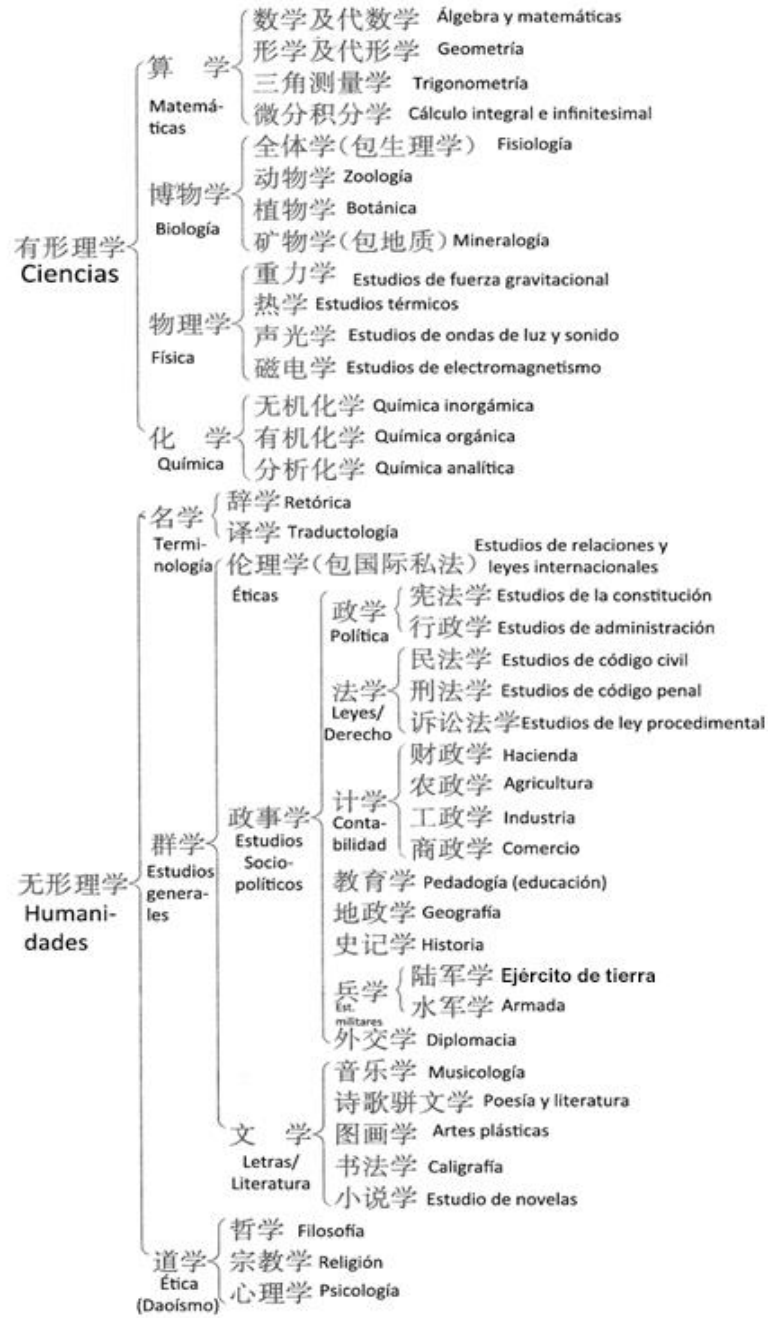 数学及代数学 Álgebra y matemáticas
形学及代形学 Geometría
算 学
三角测量学 Trigonometría
Matemá-
ticas
微分积分学 Cálculo integral e infinitesimal
全体学(包生理学) Fisiología
动物学 Zoología
博物学
Biología
植物学 Botánica
矿物学(包地质) Mineralogía
有形理学
Ciencias
重力学 Estudios de fuerza gravitacional
热学 Estudios térmicos
物理学
Física
声光学 Estudios de ondas de luz y sonido
磁电学 Estudios de electromagnetismo
无机化学 Química inorgámica
化 学
Química
有机化学 Química orgánica
分析化学 Química analítica
名学
Termi-
nología
辞学 Retórica
译学 Traductología
伦理学(包国际私法) Estudios de relaciones y
leyes internacionales
Éticas
政学
Política
宪法学 Estudios de la constitución
行政学 Estudios de administración
民法学 Estudios de código civil
法学
Leyes/
Derecho
刑法学 Estudios de código penal
诉讼法学 Estudios de ley procedimental
财政学 Hacienda
农政学 Agricultura
计学
Conta-
bilidad
工政学 Industria
商政学 Comercio
政事学
Estudios
Socio-
políticos
群学
Estudios
genera-
les
无形理学
Humani-
dades
教育学 Pedadogía (educación)
地政学 Geografía
史记学 Historia
兵学
Est.
militares
陆军学 Ejército de tierra
水军学 Armada
外交学 Diplomacia
音乐学 Musicología
诗歌骈文学 Poesía y literatura
文 学
Letras/
Literatura
图画学 Artes plásticas
书法学 Caligrafía
小说学 Estudio de novelas
哲学 Filosofía
道学
Ética
(Daoísmo)
宗教学 Religión
心理学 Psicología